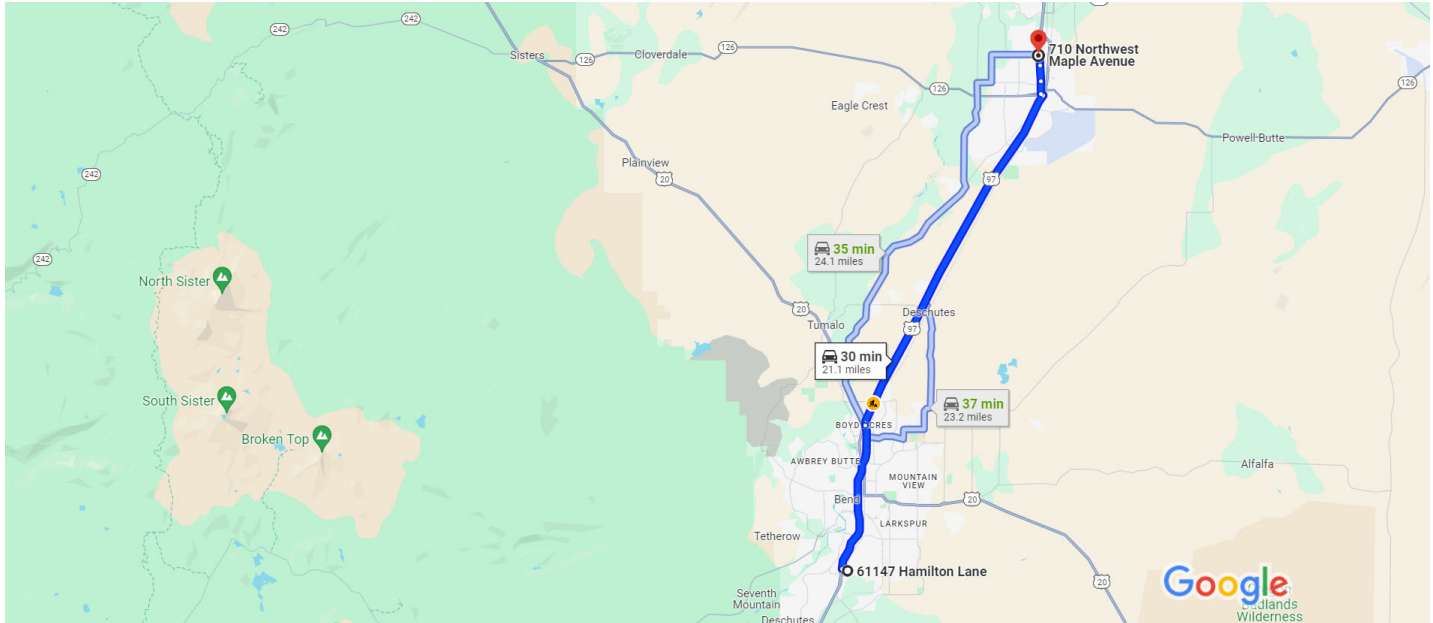 242
242
Sisters
126
Cloverdale
126
710 Northwest
Maple Avenue
126
126
Eagle Crest
Powell Butte
242
Plainview
20
97
35 min
24.1 miles
242
North Sister
20
Tumalo
Deschutes
97
30 min
21.1 miles
South Sister
37 min
23.2 miles
BOYD ACRES
Broken Top
AWBREY BUTTE
MOUNTAIN
VIEW
Alfalfa
Bend
20
LARKSPUR
Tetherow
61147 Hamilton Lane
20
Google
Seventh
Mountain
Badlands
Wilderness
Deschutes